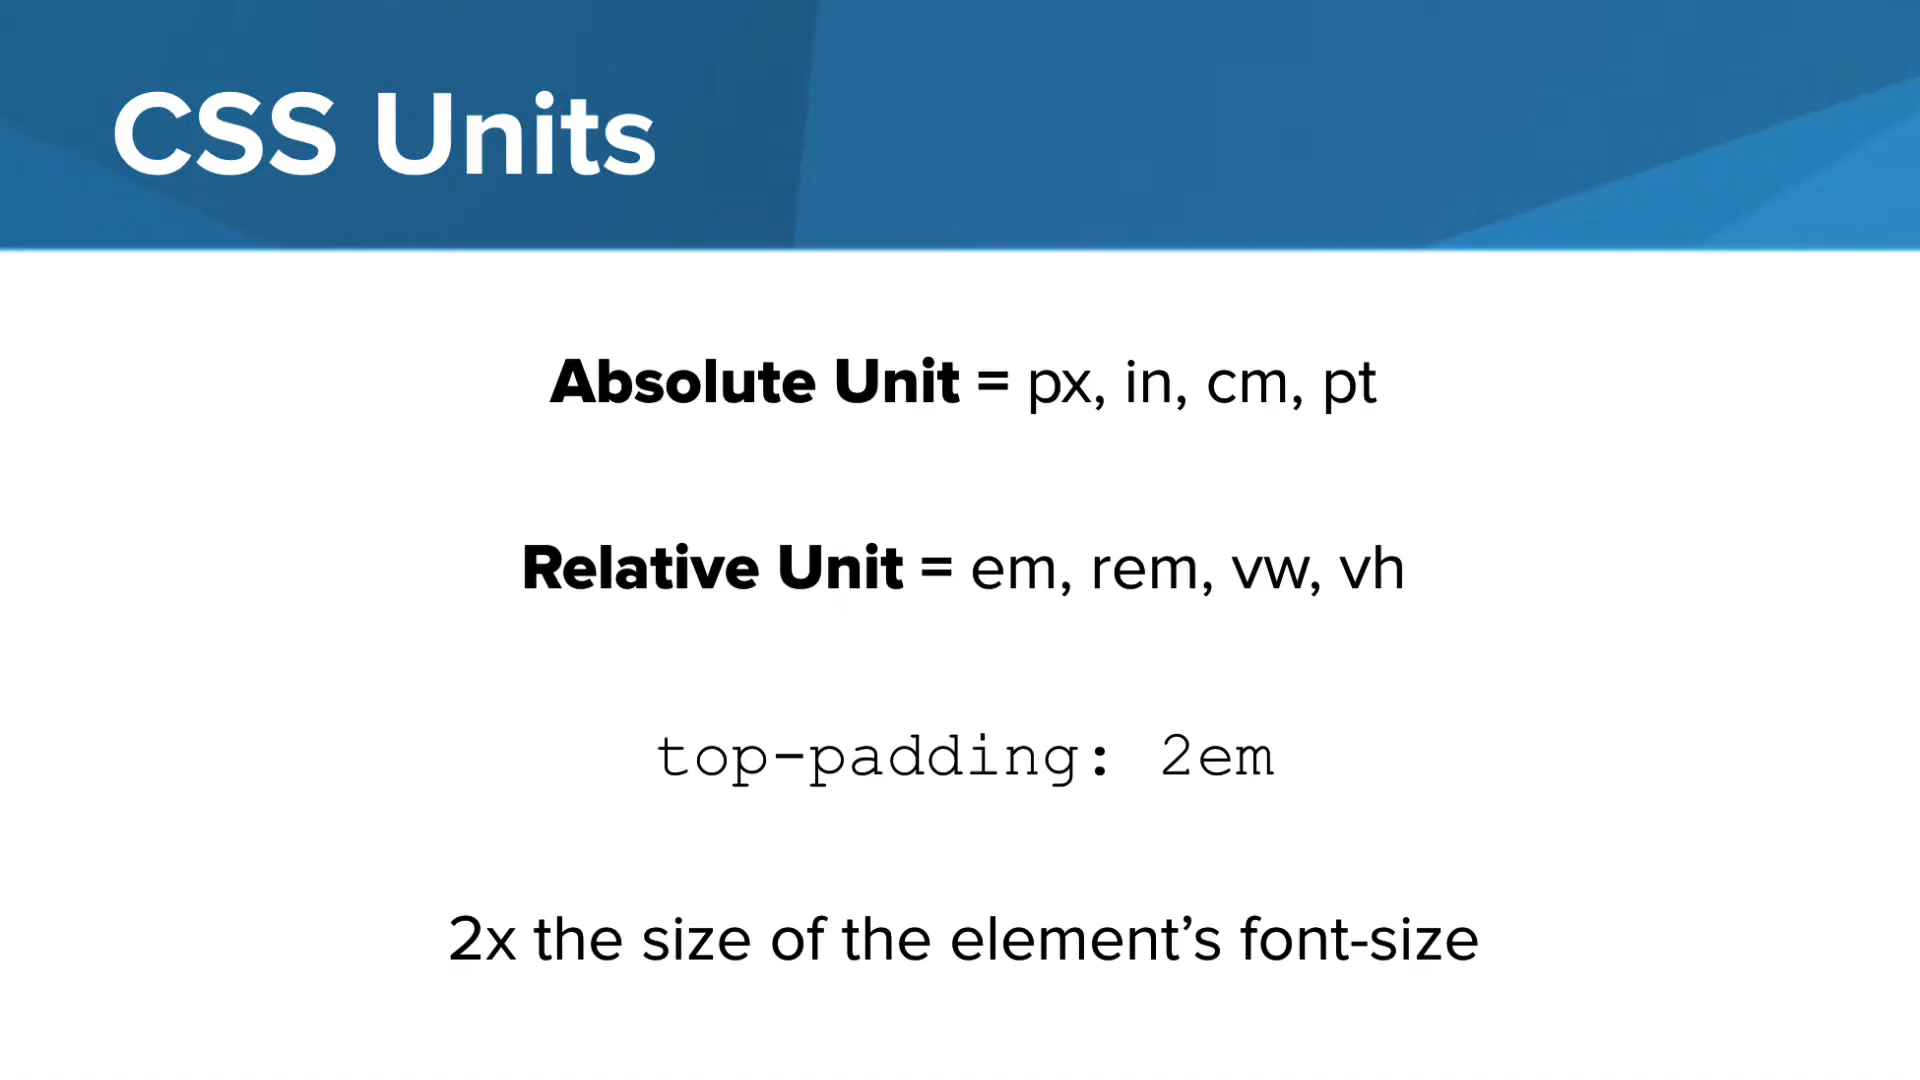 CSS Units
Absolute Unit = px, in, cm, pt
Relative Unit = em, rem, vw, vh
top-padding: 2em
2x the size of the element’s font-size